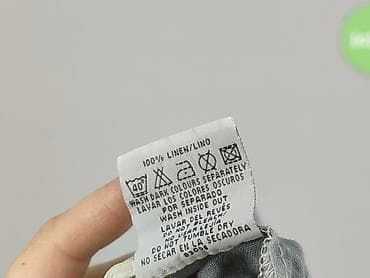 100% LINEN/LINO
40
WASH DARK COLOURS SEPARATELY
LAVAR LOS COLORES OSCUROS
POR SEPARADO
WASH INSIDE OUT
LAVAR DEL REVÉS
DO NOT TUMBLE DRY
NO SECAR EN LA SECADORA